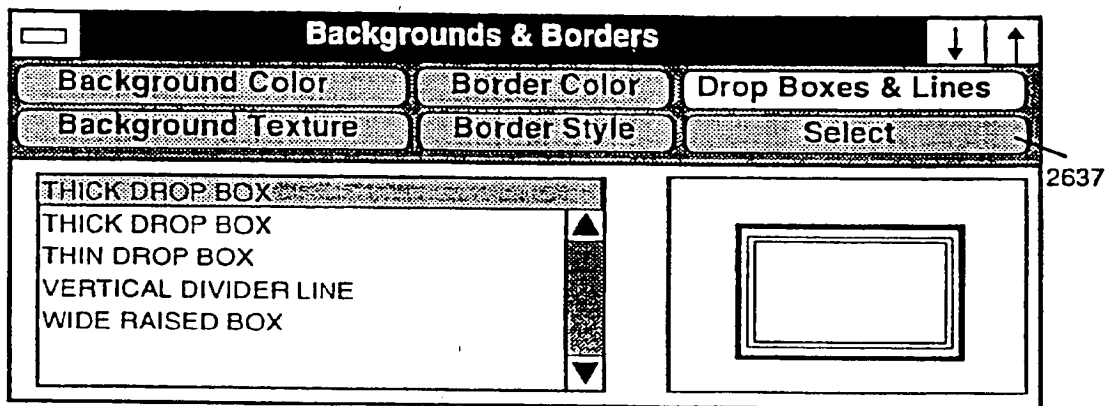 Backgrounds & Borders
Background Color Border Color Drop Boxes & Lines
Background Texture Border Style Select
2637
THICK DROP BOX
THICK DROP BOX
THIN DROP BOX
VERTICAL DIVIDER LINE
WIDE RAISED BOX